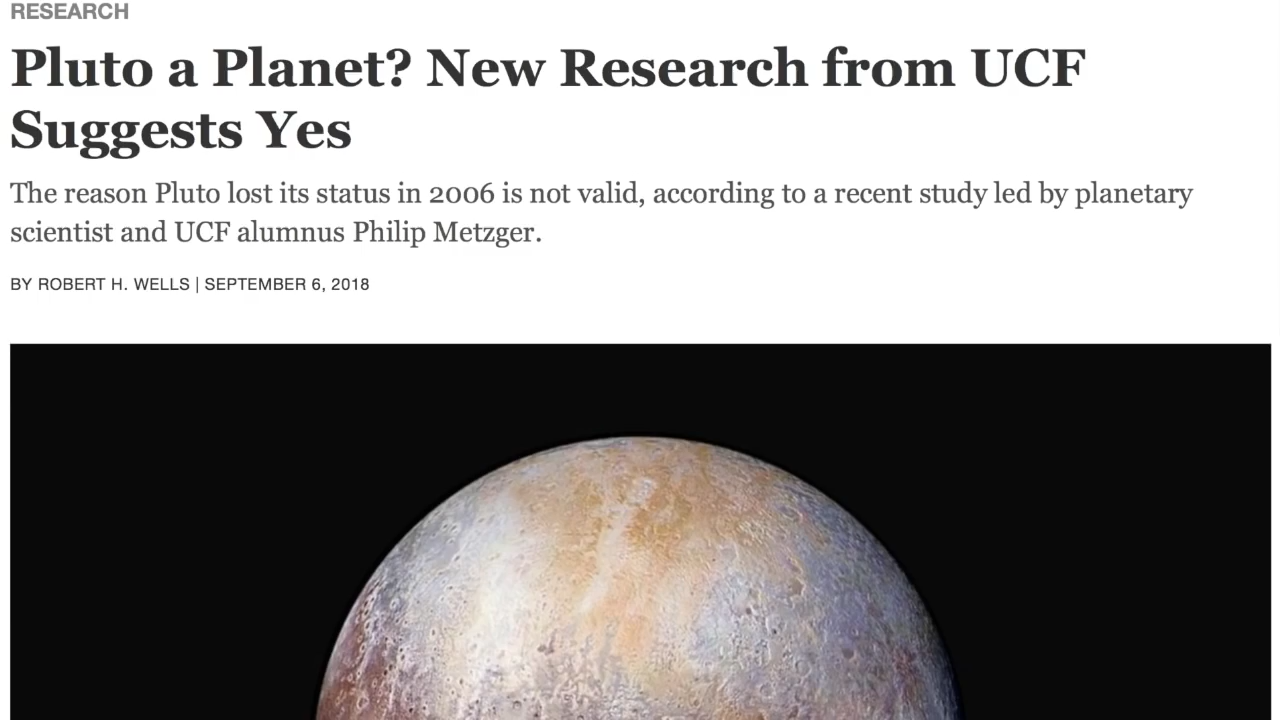 RESEARCH
Pluto a Planet? New Research from UCF
Suggests Yes
The reason Pluto lost its status in 2006 is not valid, according to a recent study led by planetary
scientist and UCF alumnus Philip Metzger.
BY ROBERT H. WELLS | SEPTEMBER 6, 2018